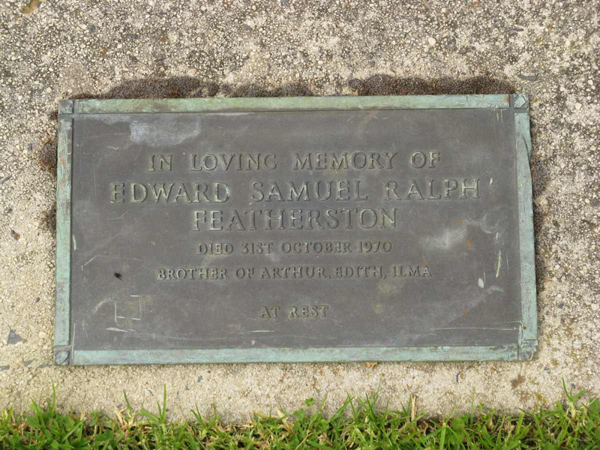 IN LOVING MEMORY OF
EDWARD SAMUEL RALPH
FEATHERSTON
DIED 31ST OCTOBER 1970
BROTHER OF ARTHUR, EDITH, ILMA
AT REST